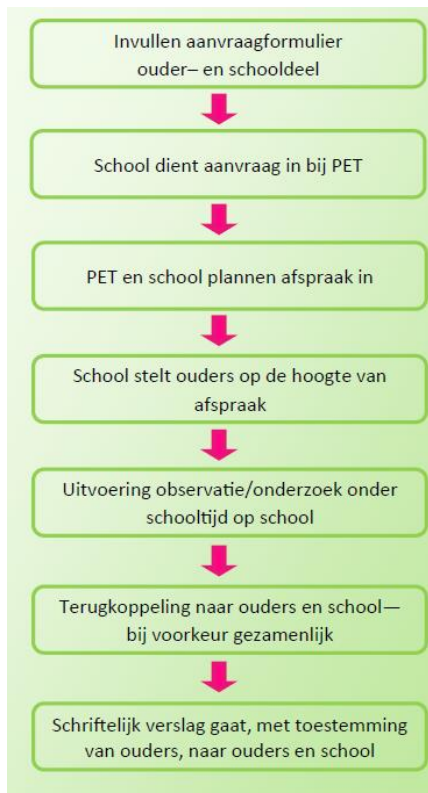 Invullen aanvraagformulier
ouder– en schooldeel
School dient aanvraag in bij PET
PET en school plannen afspraak in
School stelt ouders op de hoogte van
afspraak
Uitvoering observatie/onderzoek onder
schooltijd op school
Terugkoppeling naar ouders en school—
bij voorkeur gezamenlijk
Schriftelijk verslag gaat, met toestemming
van ouders, naar ouders en school